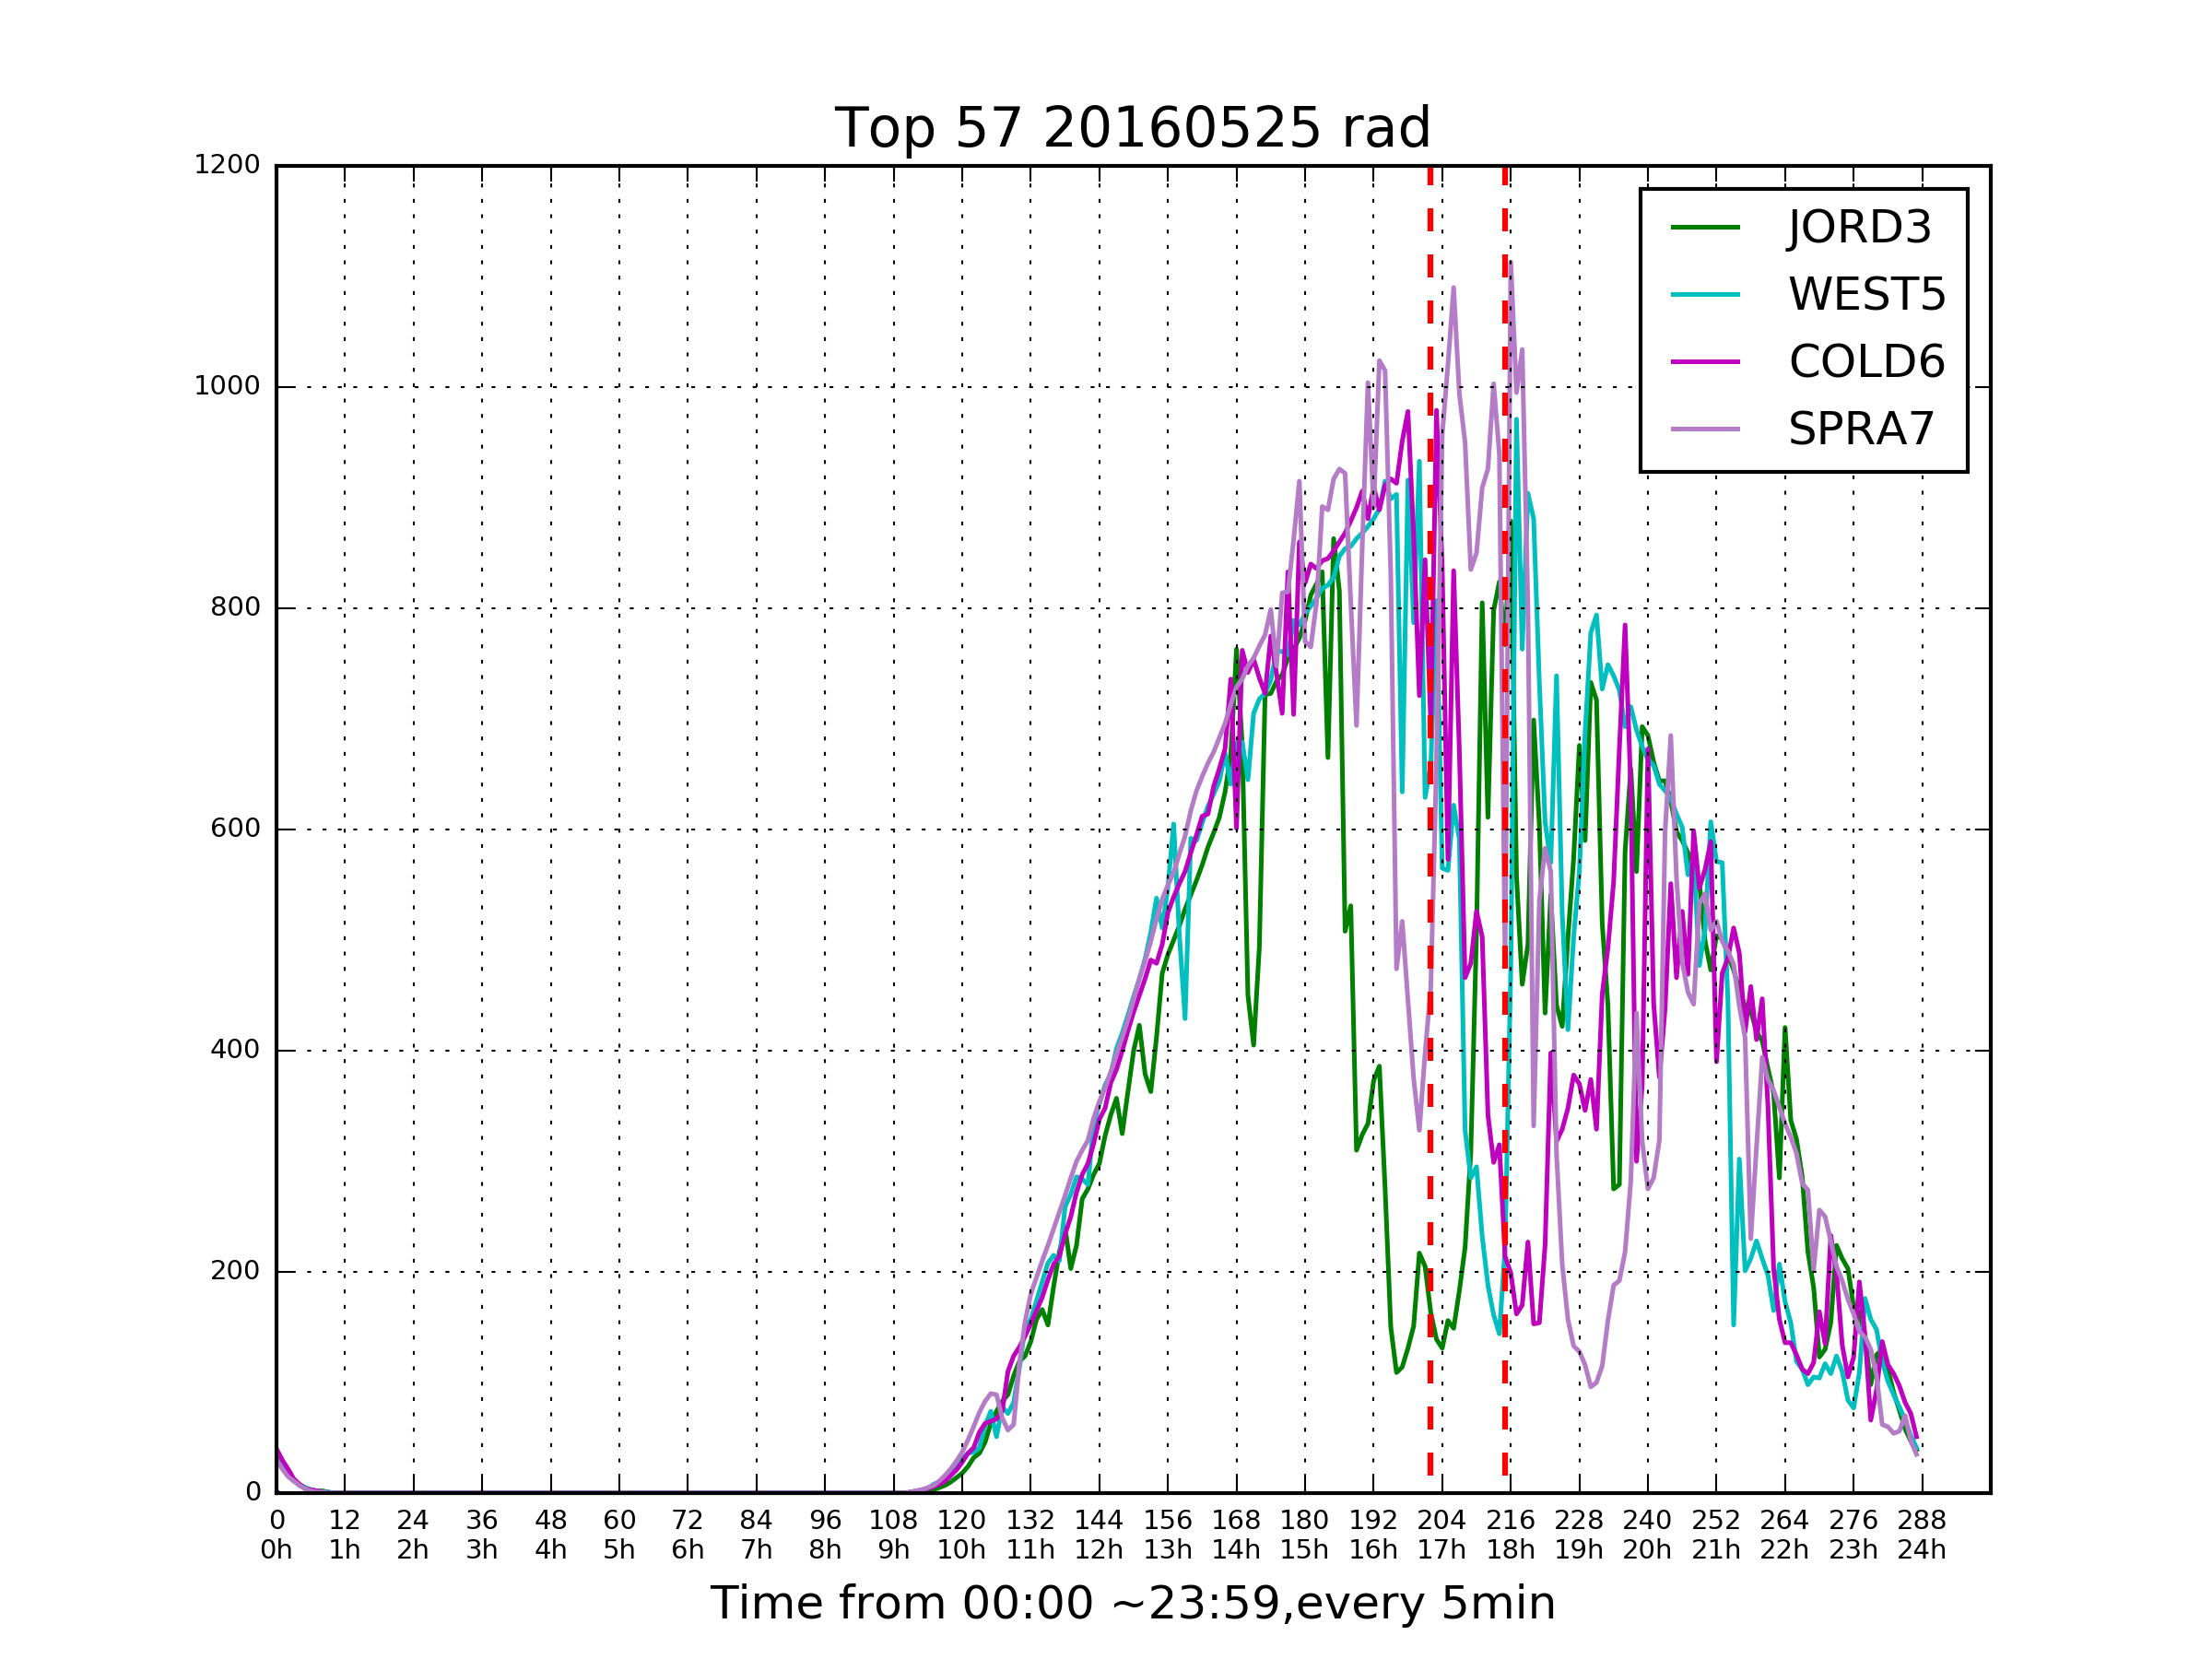 Top 57 20160525 rad
1200
1000
800
600
400
200
0
JORD3
WEST5
COLD6
SPRA7
0 12 24 36 48 60 72 84 96 108 120 132 144 156 168 180 192 204 216 228 240 252 264 276 288
0h 1h 2h 3h 4h 5h 6h 7h 8h 9h 10h 11h 12h 13h 14h 15h 16h 17h 18h 19h 20h 21h 22h 23h 24h
Time from 00:00 ~23:59,every 5min